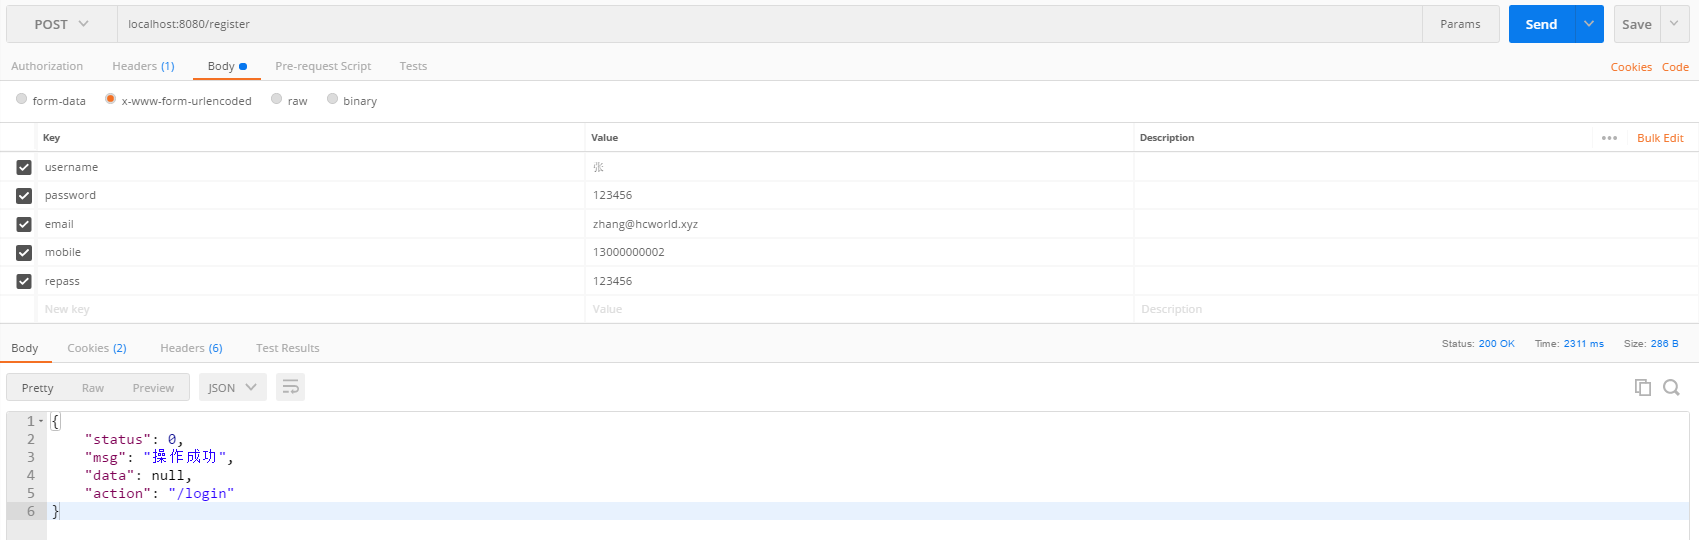 POST localhost:8080/register Params Send Save
Authorization Headers (1) Body Pre-request Script Tests Cookies Code
form-data x-www-form-urlencoded raw binary
Key Value Description ••• Bulk Edit
username 张
password 123456
email zhang@hcworld.xyz
mobile 13000000002
repass 123456
New key Value Description
Body Cookies (2) Headers (6) Test Results Status: 200 OK Time: 2311 ms Size: 286 B
Pretty Raw Preview JSON
1 {
2 "status": 0,
3 "msg": "操作成功",
4 "data": null,
5 "action": "/login"
6 }